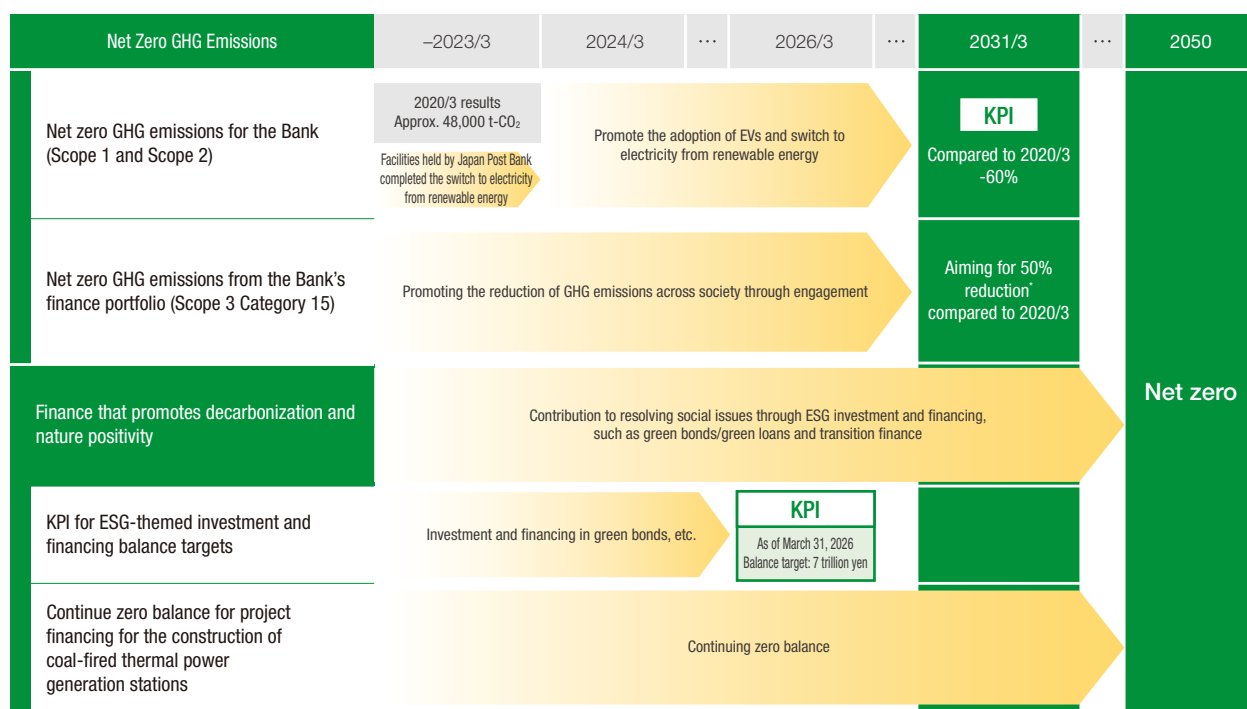 Net Zero GHG Emissions
–2023/3
2024/3
…
2026/3
…
2031/3
…
2050
Net zero GHG emissions for the Bank
(Scope 1 and Scope 2)
2020/3 results
Approx. 48,000 t-CO₂
Facilities held by Japan Post Bank
completed the switch to electricity
from renewable energy
Promote the adoption of EVs and switch to
electricity from renewable energy
KPI
Compared to 2020/3
-60%
Net zero GHG emissions from the Bank's
finance portfolio (Scope 3 Category 15)
Promoting the reduction of GHG emissions across society through engagement
Aiming for 50%
reduction*
compared to 2020/3
Net zero
Finance that promotes decarbonization and
nature positivity
Contribution to resolving social issues through ESG investment and financing,
such as green bonds/green loans and transition finance
KPI for ESG-themed investment and
financing balance targets
Investment and financing in green bonds, etc.
KPI
As of March 31, 2026
Balance target: 7 trillion yen
Continue zero balance for project
financing for the construction of
coal-fired thermal power
generation stations
Continuing zero balance